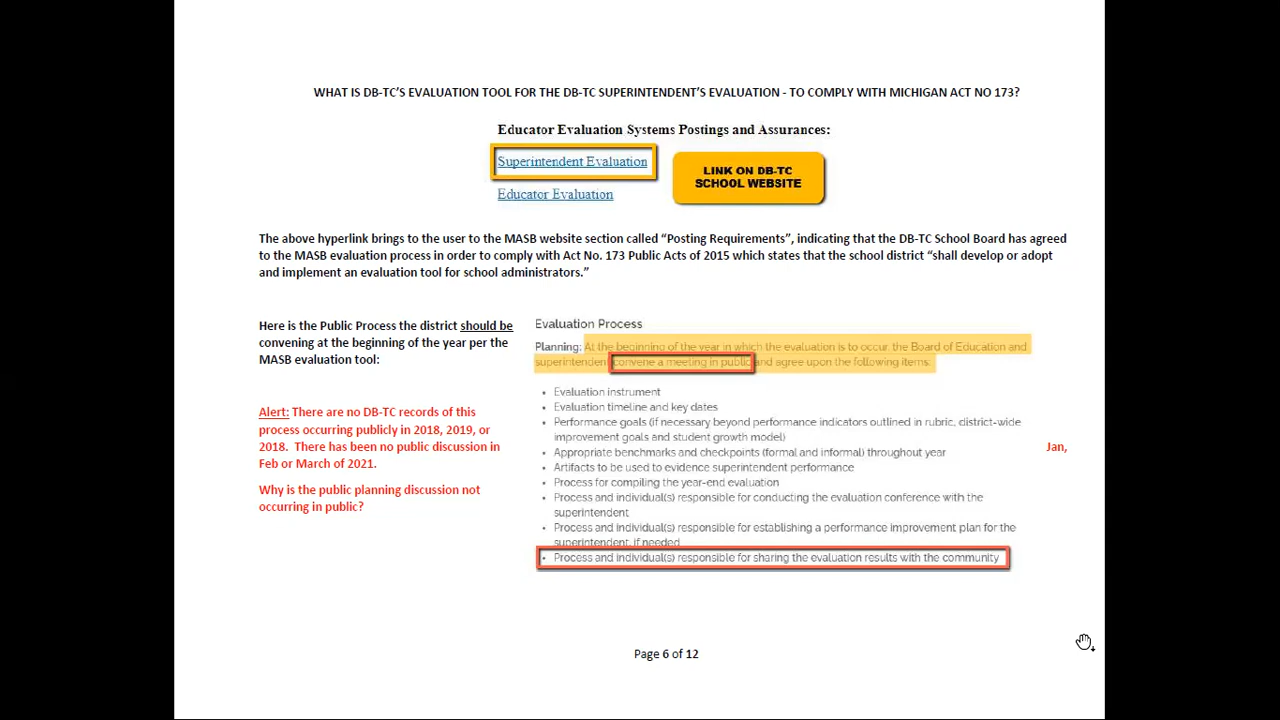 WHAT IS DB-TC'S EVALUATION TOOL FOR THE DB-TC SUPERINTENDENT'S EVALUATION - TO COMPLY WITH MICHIGAN ACT NO 173?
Educator Evaluation Systems Postings and Assurances:
Superintendent Evaluation
Educator Evaluation
LINK ON DB-TC
SCHOOL WEBSITE
The above hyperlink brings to the user to the MASB website section called “Posting Requirements”, indicating that the DB-TC School Board has agreed
to the MASB evaluation process in order to comply with Act No. 173 Public Acts of 2015 which states that the school district “shall develop or adopt
and implement an evaluation tool for school administrators.”
Here is the Public Process the district should be
convening at the beginning of the year per the
MASB evaluation tool:
Alert: There are no DB-TC records of this
process occurring publicly in 2018, 2019, or
2018. There has been no public discussion in Jan,
Feb or March of 2021.
Why is the public planning discussion not
occurring in public?
Evaluation Process
Planning: At the beginning of the year in which the evaluation is to occur, the Board of Education and
superintendent convene a meeting in public and agree upon the following items:
• Evaluation instrument
• Evaluation timeline and key dates
• Performance goals (if necessary beyond performance indicators outlined in rubric, district-wide
improvement goals and student growth model)
• Appropriate benchmarks and checkpoints (formal and informal) throughout year
• Artifacts to be used to evidence superintendent performance
• Process for compiling the year-end evaluation
• Process and individual(s) responsible for conducting the evaluation conference with the
superintendent
• Process and individual(s) responsible for establishing a performance improvement plan for the
superintendent, if needed
• Process and individual(s) responsible for sharing the evaluation results with the community
Page 6 of 12